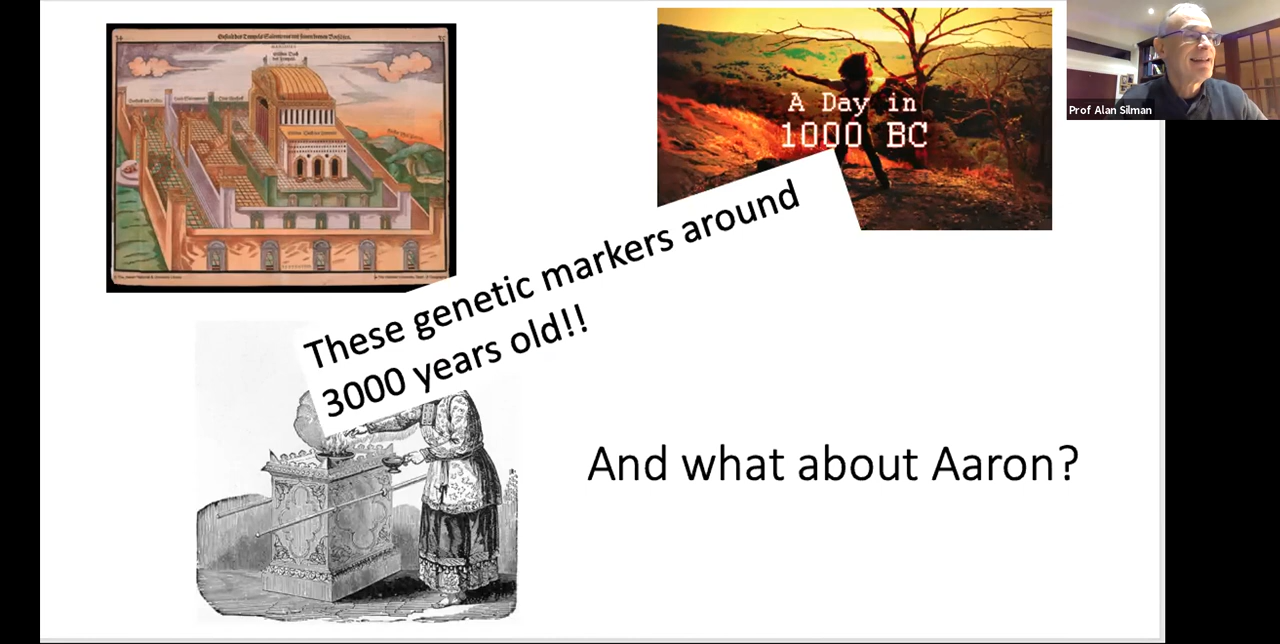 A Day in
1000 BC
Prof Alan Silman
These genetic markers around
3000 years old!!
And what about Aaron?